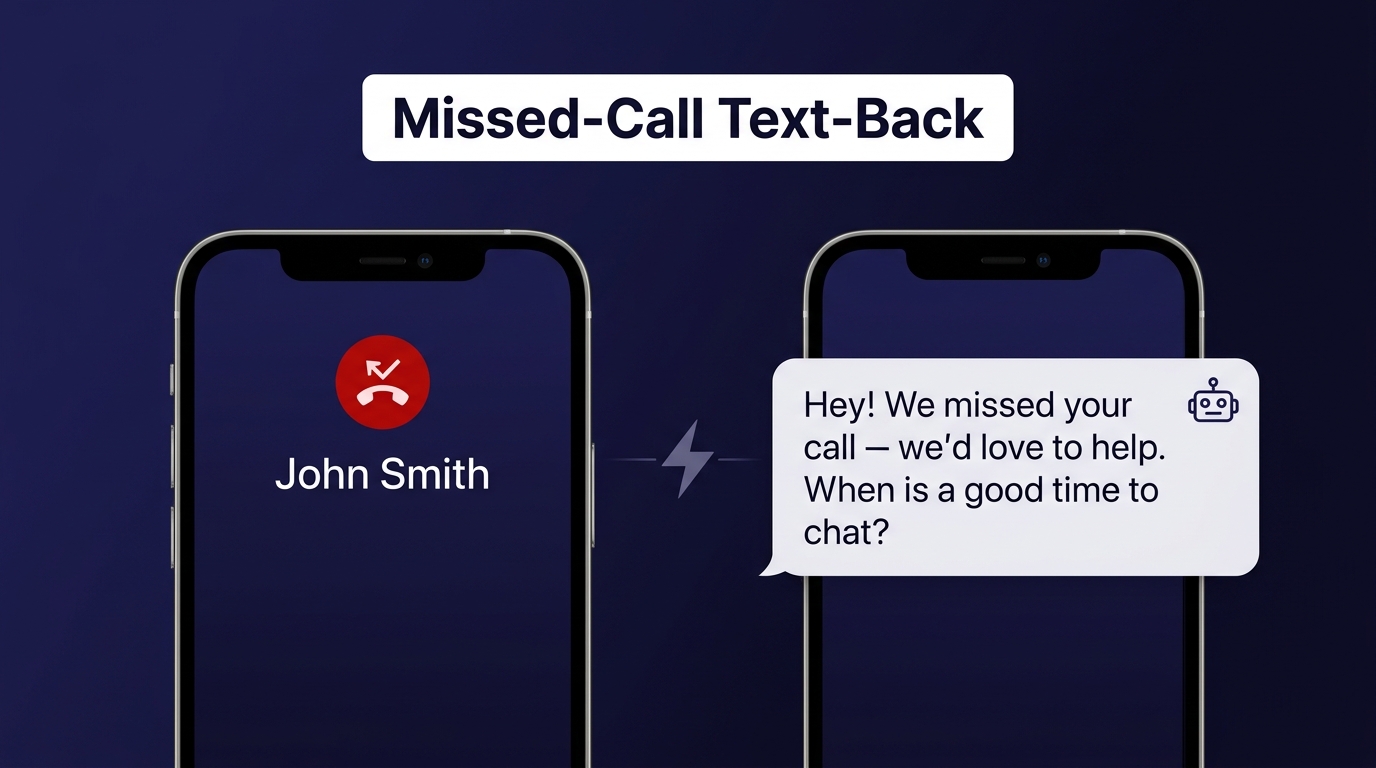 Missed-Call Text-Back
John Smith
Hey! We missed your
call — we'd love to help.
When is a good time to
chat?